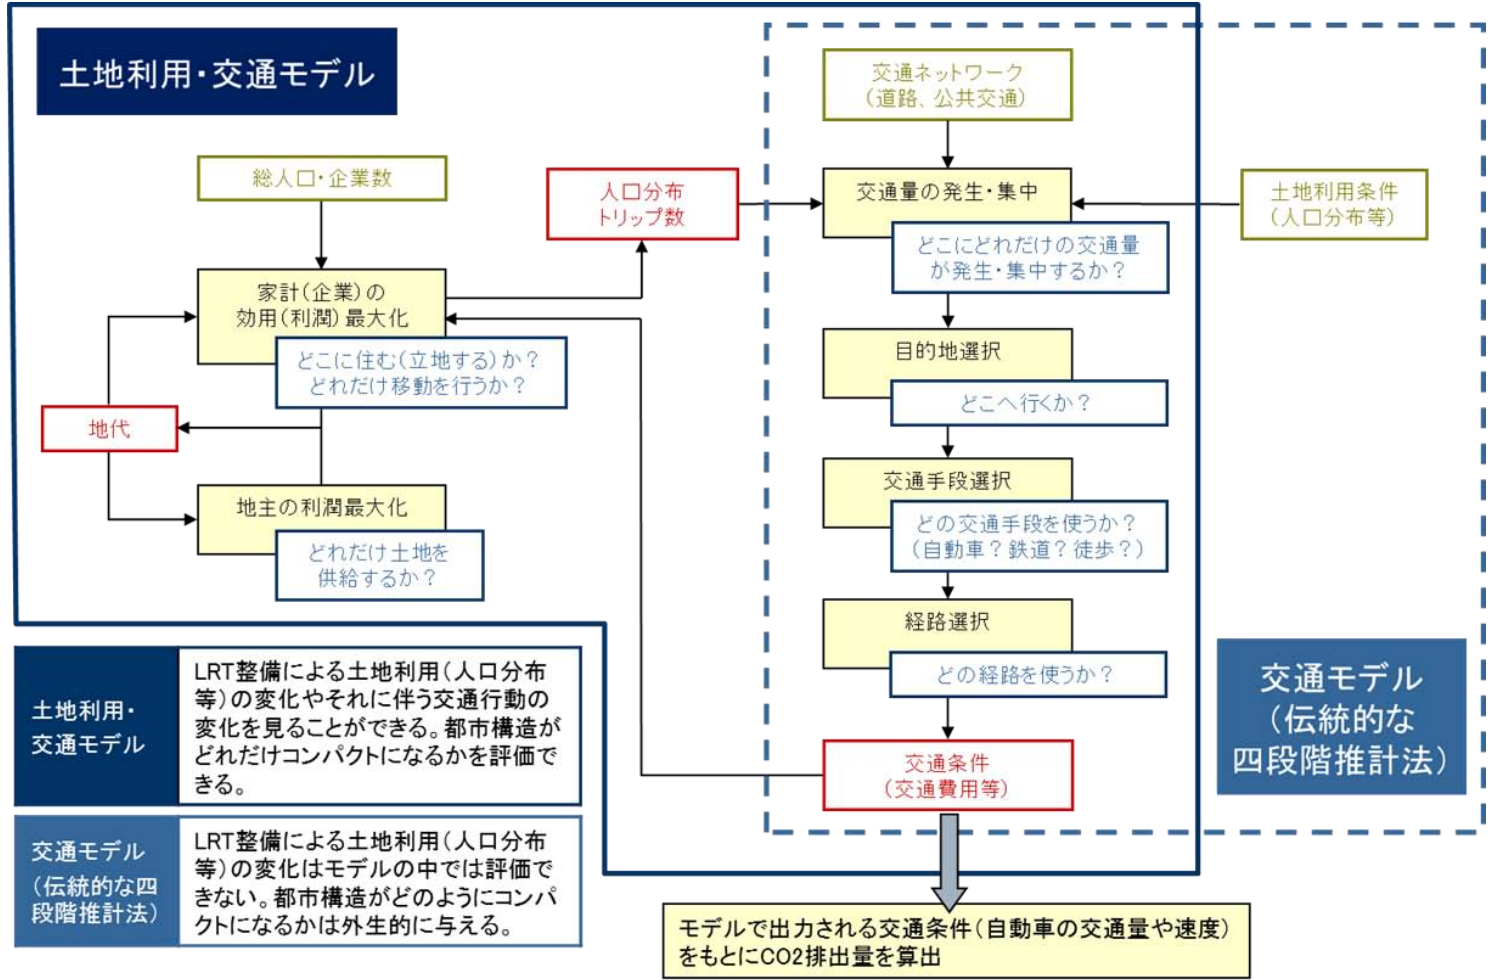 土地利用・交通モデル
交通ネットワーク
(道路、公共交通)
総人口・企業数
人口分布
トリップ数
交通量の発生・集中
土地利用条件
(人口分布等)
どこにどれだけの交通量
が発生・集中するか?
家計(企業)の
効用(利潤)最大化
どこに住む(立地する)か?
どれだけ移動を行うか?
目的地選択
どこへ行くか?
地代
地主の利潤最大化
どれだけ土地を
供給するか?
交通手段選択
どの交通手段を使うか?
(自動車?鉄道?徒歩?)
経路選択
どの経路を使うか?
交通条件
(交通費用等)
交通モデル
(伝統的な
四段階推計法)
土地利用・
交通モデル
LRT整備による土地利用(人口分布
等)の変化やそれに伴う交通行動の
変化を見ることができる。都市構造が
どれだけコンパクトになるかを評価で
きる。
交通モデル
(伝統的な四
段階推計法)
LRT整備による土地利用(人口分布
等)の変化はモデルの中では評価で
きない。都市構造がどのようにコンパ
クトになるかは外生的に与える。
モデルで出力される交通条件(自動車の交通量や速度)
をもとにCO2排出量を算出